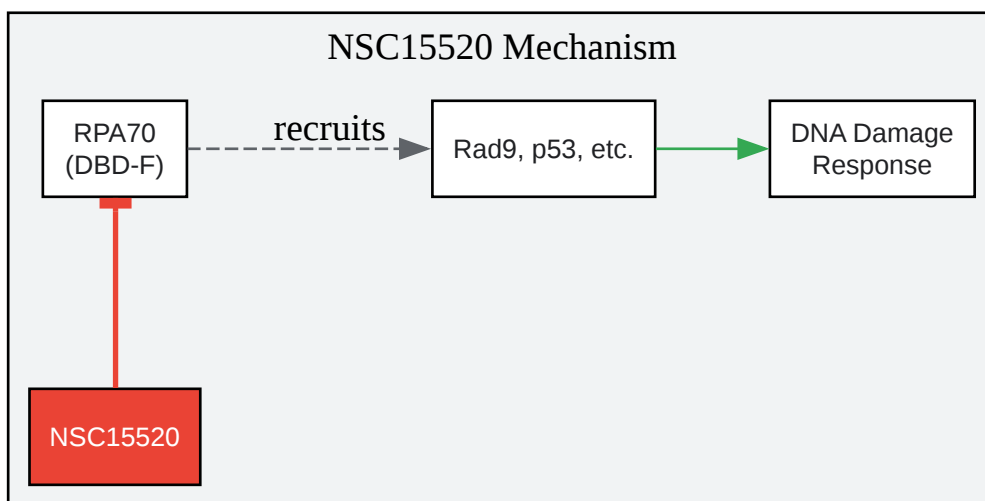 NSC15520 Mechanism
RPA70
(DBD-F)
recruits
Rad9, p53, etc.
DNA Damage
Response
NSC15520